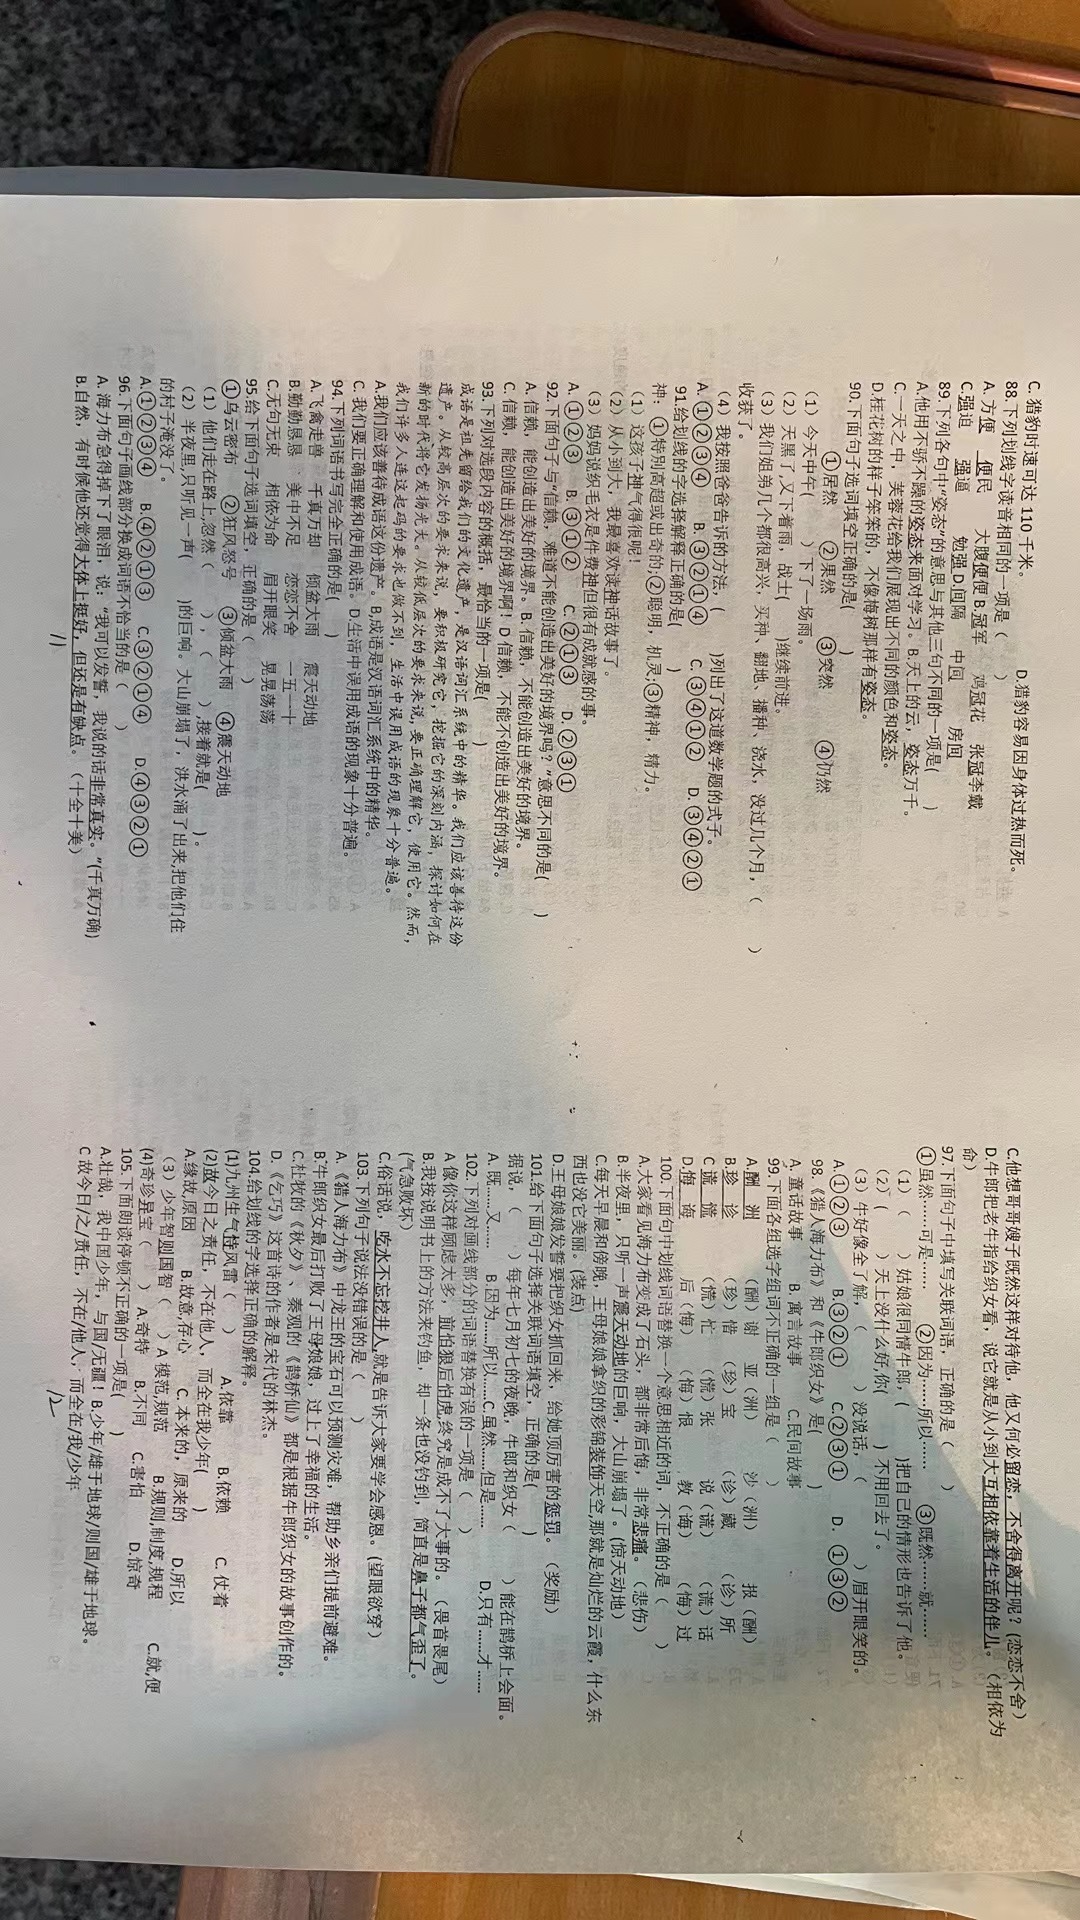 C. 猎豹时速可达 110 千米。 D. 猎豹容易因身体过热而死。
88. 下列划线字读音相同的一项是（ ）
A. 方便 便民 大腹便便 B.冠军 鸡冠花 张冠李戴
C.强迫 强逼 勉强 D.间隔 中间 房间
89.下列各句中“姿态”的意思与其他三句不同的一项是( )
A.他用不骄不躁的姿态来面对学习。B.天上的云，姿态万千。
C.一天之中，芙蓉花给我们展现出不同的颜色和姿态。
D.桂花树的样子笨笨的，不像梅树那样有姿态。
90.下面句子选词填空正确的是( )
①居然 ②果然 ③突然 ④仍然
（1）今天中午( )下了一场雨。
（2）天黑了,又下着雨，战士( )继续前进。
（3）我们姐弟几个都很高兴，买种、翻地、播种、浇水，没过几个月，（ ）
收获了。
（4）我按照爸爸告诉的方法，( )列出了这道数学题的式子。
A. ①②③④ B. ③②①④ C. ③④①② D. ③④②①
91.给划线的字选择解释正确的是( )
神：①特别高超或出奇的;②聪明，机灵;③精神，精力。
（1）这孩子神气得很呢！
（2）从小到大，我最喜欢读神话故事了。
（3）妈妈说织毛衣是件费神但很有成就感的事。
A. ①②③ B. ③①② C. ②①③ D. ②③①
92.下面句子与“信赖，难道不能创造出美好的境界吗？”意思不同的是( )
A. 信赖，能创造出美好的境界。B. 信赖，不能创造出美好的境界。
C. 信赖，能创造出美好的境界啊！D 信赖，不能不创造出美好的境界。
93.下列对选段内容的概括，最恰当的一项是( )
成语是祖先留给我们的文化遗产，是汉语词汇系统中的精华。我们应该善待这份
遗产。从较高层次的要求来说，要积极研究它，挖掘它的深刻内涵，探讨如何在
新的时代将它发扬光大。从较低层次的要求来说，要正确理解它，使用它。然而，
我们许多人连这起码的要求也做不到，生活中误用成语的现象十分普遍。
A.我们应该善待成语这份遗产。B,成语是汉语词汇系统中的精华。
C.我们要正确理解和使用成语。D.生活中误用成语的现象十分普遍。
94.下列词语书写完全正确的是( )
A. 飞禽走兽 千真万却 倾盆大雨 震天动地
B.勤勤恳恳 美中不足 恋恋不舍 一五一十
C.无句无束 相依为命 眉开眼笑 晃晃荡荡
95.给下面句子选词填空，正确的是（ ）
①乌云密布 ②狂风怒号 ③倾盆大雨 ④震天动地
（1）他们走在路上,忽然( )，( )，接着就是( )。
（2）半夜里,只听见一声( )的巨响。大山崩塌了，洪水涌了出来,把他们住
的村子淹没了。
A.①②③④ B.④②①③ C.③②①④ D.④③②①
96.下面句子画线部分换成词语不恰当的是（ ）
A. 海力布急得掉下了眼泪，说：“我可以发誓，我说的话非常真实。”(千真万确)
B.自然，有时候他还觉得大体上挺好，但还是有缺点。（十全十美）
11
C.他想哥哥嫂子既然这样对待他，他又何必留恋，不舍得离开呢？(恋恋不舍)
D.牛郎把老牛指给织女看，说它就是从小到大互相依靠着生活的伴儿。（相依为
命）
97.下面句子中填写关联词语，正确的是（ ）
①虽然……可是…… ②因为……所以…… ③既然……就……
（1）（ ）姑娘很同情牛郎，( )把自己的情形也告诉了他。
（2）( )天上没什么好,你( )不用回去了。
（3）牛好像全了解，( )没说话，( )眉开眼笑的。
A.①②③ B.③②① C.②③① D. ①③②
98.《猎人海力布》和《牛郎织女》是( )
A. 童话故事 B. 寓言故事 C.民间故事
99.下面各组选字组词不正确的一组是（ ）
A.酬 洲 （酬）谢 亚（洲） 沙（洲） 报（酬）
B.珍 诊 （珍）惜 （珍）宝 （诊）藏 （诊）所
C 谎 慌 （慌）忙 （慌）张 说（谎） （谎）话
D.悔 诲 后（悔） （悔）恨 教（诲） （悔）过
100.下面句中划线词语替换一个意思相近的词，不正确的是（ ）
A.大家看见,海力布变成了石头，都非常后悔，非常悲痛。（悲伤）
B.半夜里，只听一声震天动地的巨响，大山崩塌了。(惊天动地)
C.每天早晨和傍晚，王母娘娘拿织的彩锦装饰天空,那就是灿烂的云霞，什么东
西也没它美丽。(装点)
D.王母娘娘发誓要把织女抓回来，给她顶厉害的惩罚。（奖励）
101.给下面句子选择关联词语填空，正确的是( )
据说，（ ）每年七月初七的夜晚，牛郎和织女（ ）能在鹊桥上会面。
A. 既……又…… B.因为……所以…C.虽然……但是…… D.只有……才……
102.下列对画线部分的词语替换有误的一项是（ ）
A.像你这样顾虑太多，前怕狼后怕虎,终究是成不了大事的。（畏首畏尾）
B.我按说明书上的方法来钓鱼，却一条也没钓到，简直是鼻子都气歪了。
(气急败坏)
C.俗话说，吃水不忘挖井人,就是告诉大家要学会感恩。(望眼欲穿)
103.下列句子说法没错误的是（ ）
A.《猎人海力布》中龙王的宝石可以预测灾难，帮助乡亲们提前避难。
B.牛郎织女最后打败了王母娘娘，过上了幸福的生活。
C.杜牧的《秋夕》、秦观的《鹊桥仙》都是根据牛郎织女的故事创作的。
D.《乞巧》这首诗的作者是宋代的林杰。
104.给划线的字选择正确的解释。
(1)九州生气恃风雷（ ） A.依靠 B.依赖 C.仗着
(2)故今日之责任，不在他人，而全在我少年( )
A.缘故,原因 B.故意,存心 C.本来的，原来的 D.所以
（3）少年智则国智（ ）A 模范,规范 B.规则,制度,规程 C.就,便
(4)奇珍异宝（ ） A.奇特 B.不同 C.害怕 D.惊奇
105.下面朗读停顿不正确的一项是( )
A.壮哉，我中国少年，与国/无疆！B.少年/雄于地球/则国/雄于地球。
C 故今日/之/责任，不在/他人，而全在/我/少年
12